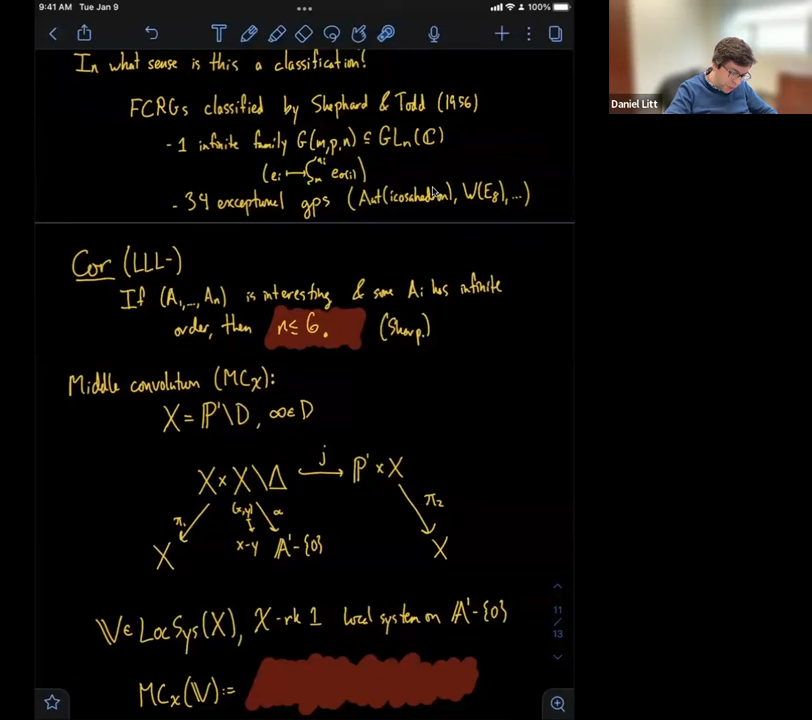 9:41 AM Tue Jan 9
100%
In what sense is this a classification?
FCRGs classified by Shephard & Todd (1956)
- 1 infinite family G(m,p,n) ⊆ GLn(ℂ)
(ei ↦ ζm^ai eσ(i))
- 34 exceptional gps (Aut(icosahedron), W(E8), ...)
Cor (LLL-)
If (A1,...,An) is interesting & some Ai has infinite
order, then n ≤ 6. (Sharp.)
Middle convolution (MCχ):
X = ℙ¹\D, ∞∈D
X × X \ Δ j ℙ¹ × X
π1 (x,y) α π2
X x-y 𝔸¹-{0} X
𝕍 ∈ LocSys(X), χ - rk 1 local system on 𝔸¹-{0}
MCχ(𝕍) :=
11
/
13
Daniel Litt